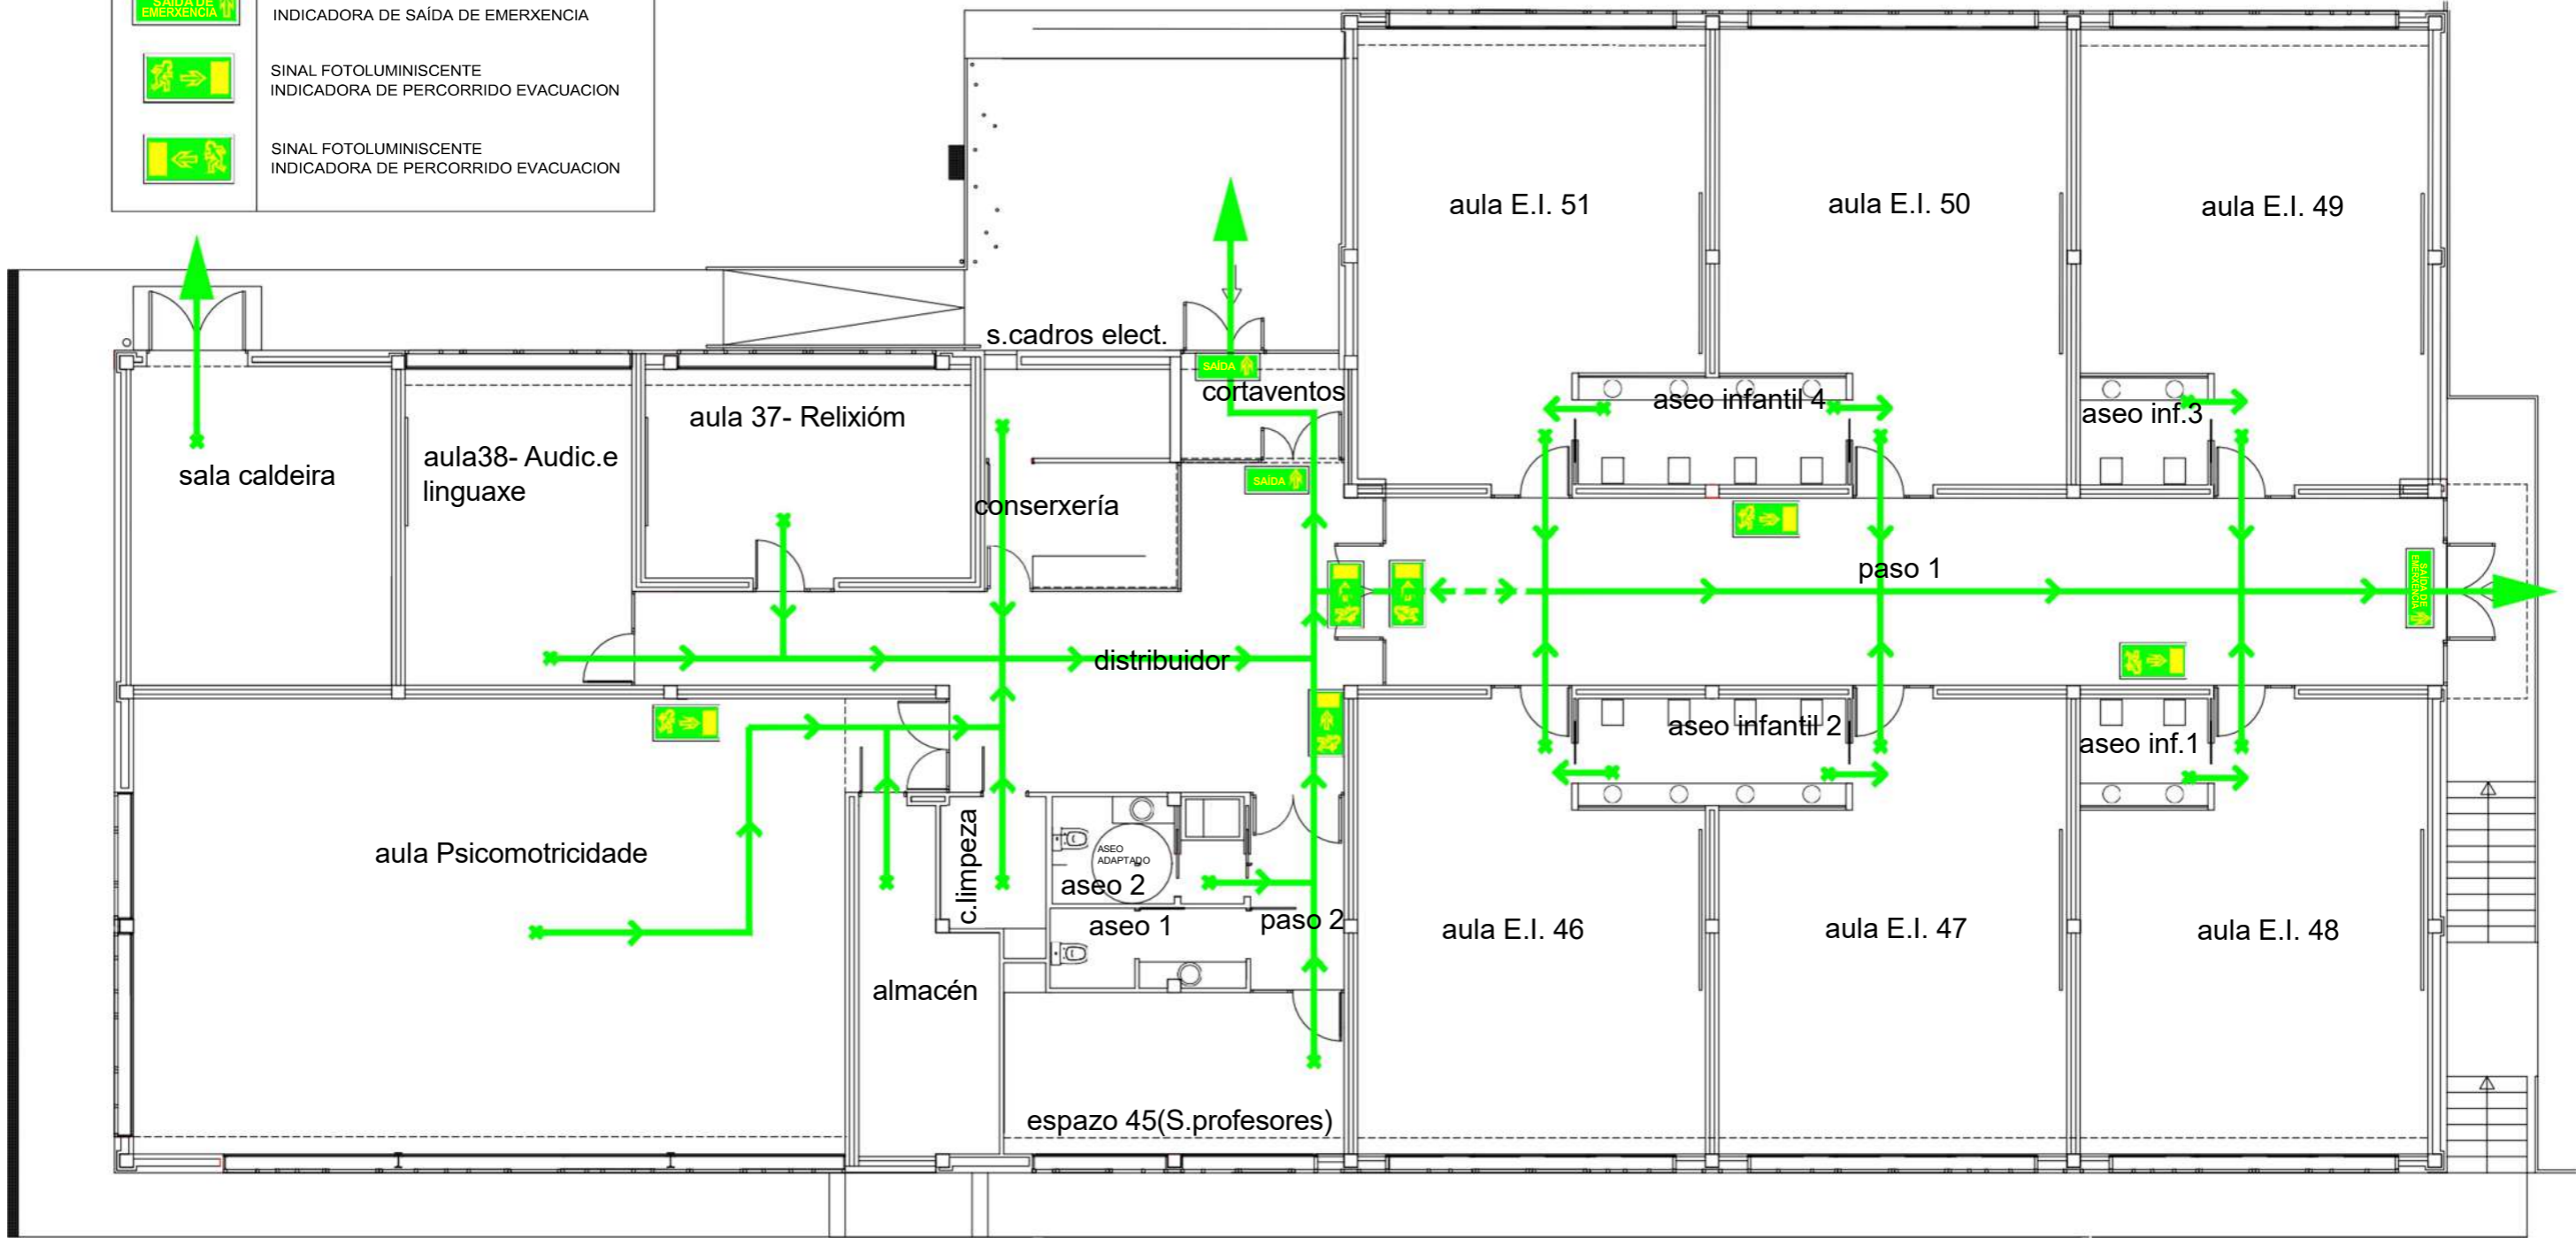 SAÍDA DE
EMERXENCIA
INDICADORA DE SAÍDA DE EMERXENCIA
SINAL FOTOLUMINISCENTE
INDICADORA DE PERCORRIDO EVACUACION
SINAL FOTOLUMINISCENTE
INDICADORA DE PERCORRIDO EVACUACION
aula E.I. 51
aula E.I. 50
aula E.I. 49
s.cadros elect.
SAÍDA
cortaventos
aseo infantil 4
aseo inf.3
aula 37- Relixióm
aula38- Audic.e
linguaxe
sala caldeira
SAÍDA
conserxería
paso 1
SAÍDA DE
EMERXENCIA
distribuidor
aseo infantil 2
aseo inf.1
aula Psicomotricidade
c.limpeza
ASEO
ADAPTADO
aseo 2
aseo 1
paso 2
aula E.I. 46
aula E.I. 47
aula E.I. 48
almacén
espazo 45(S.profesores)